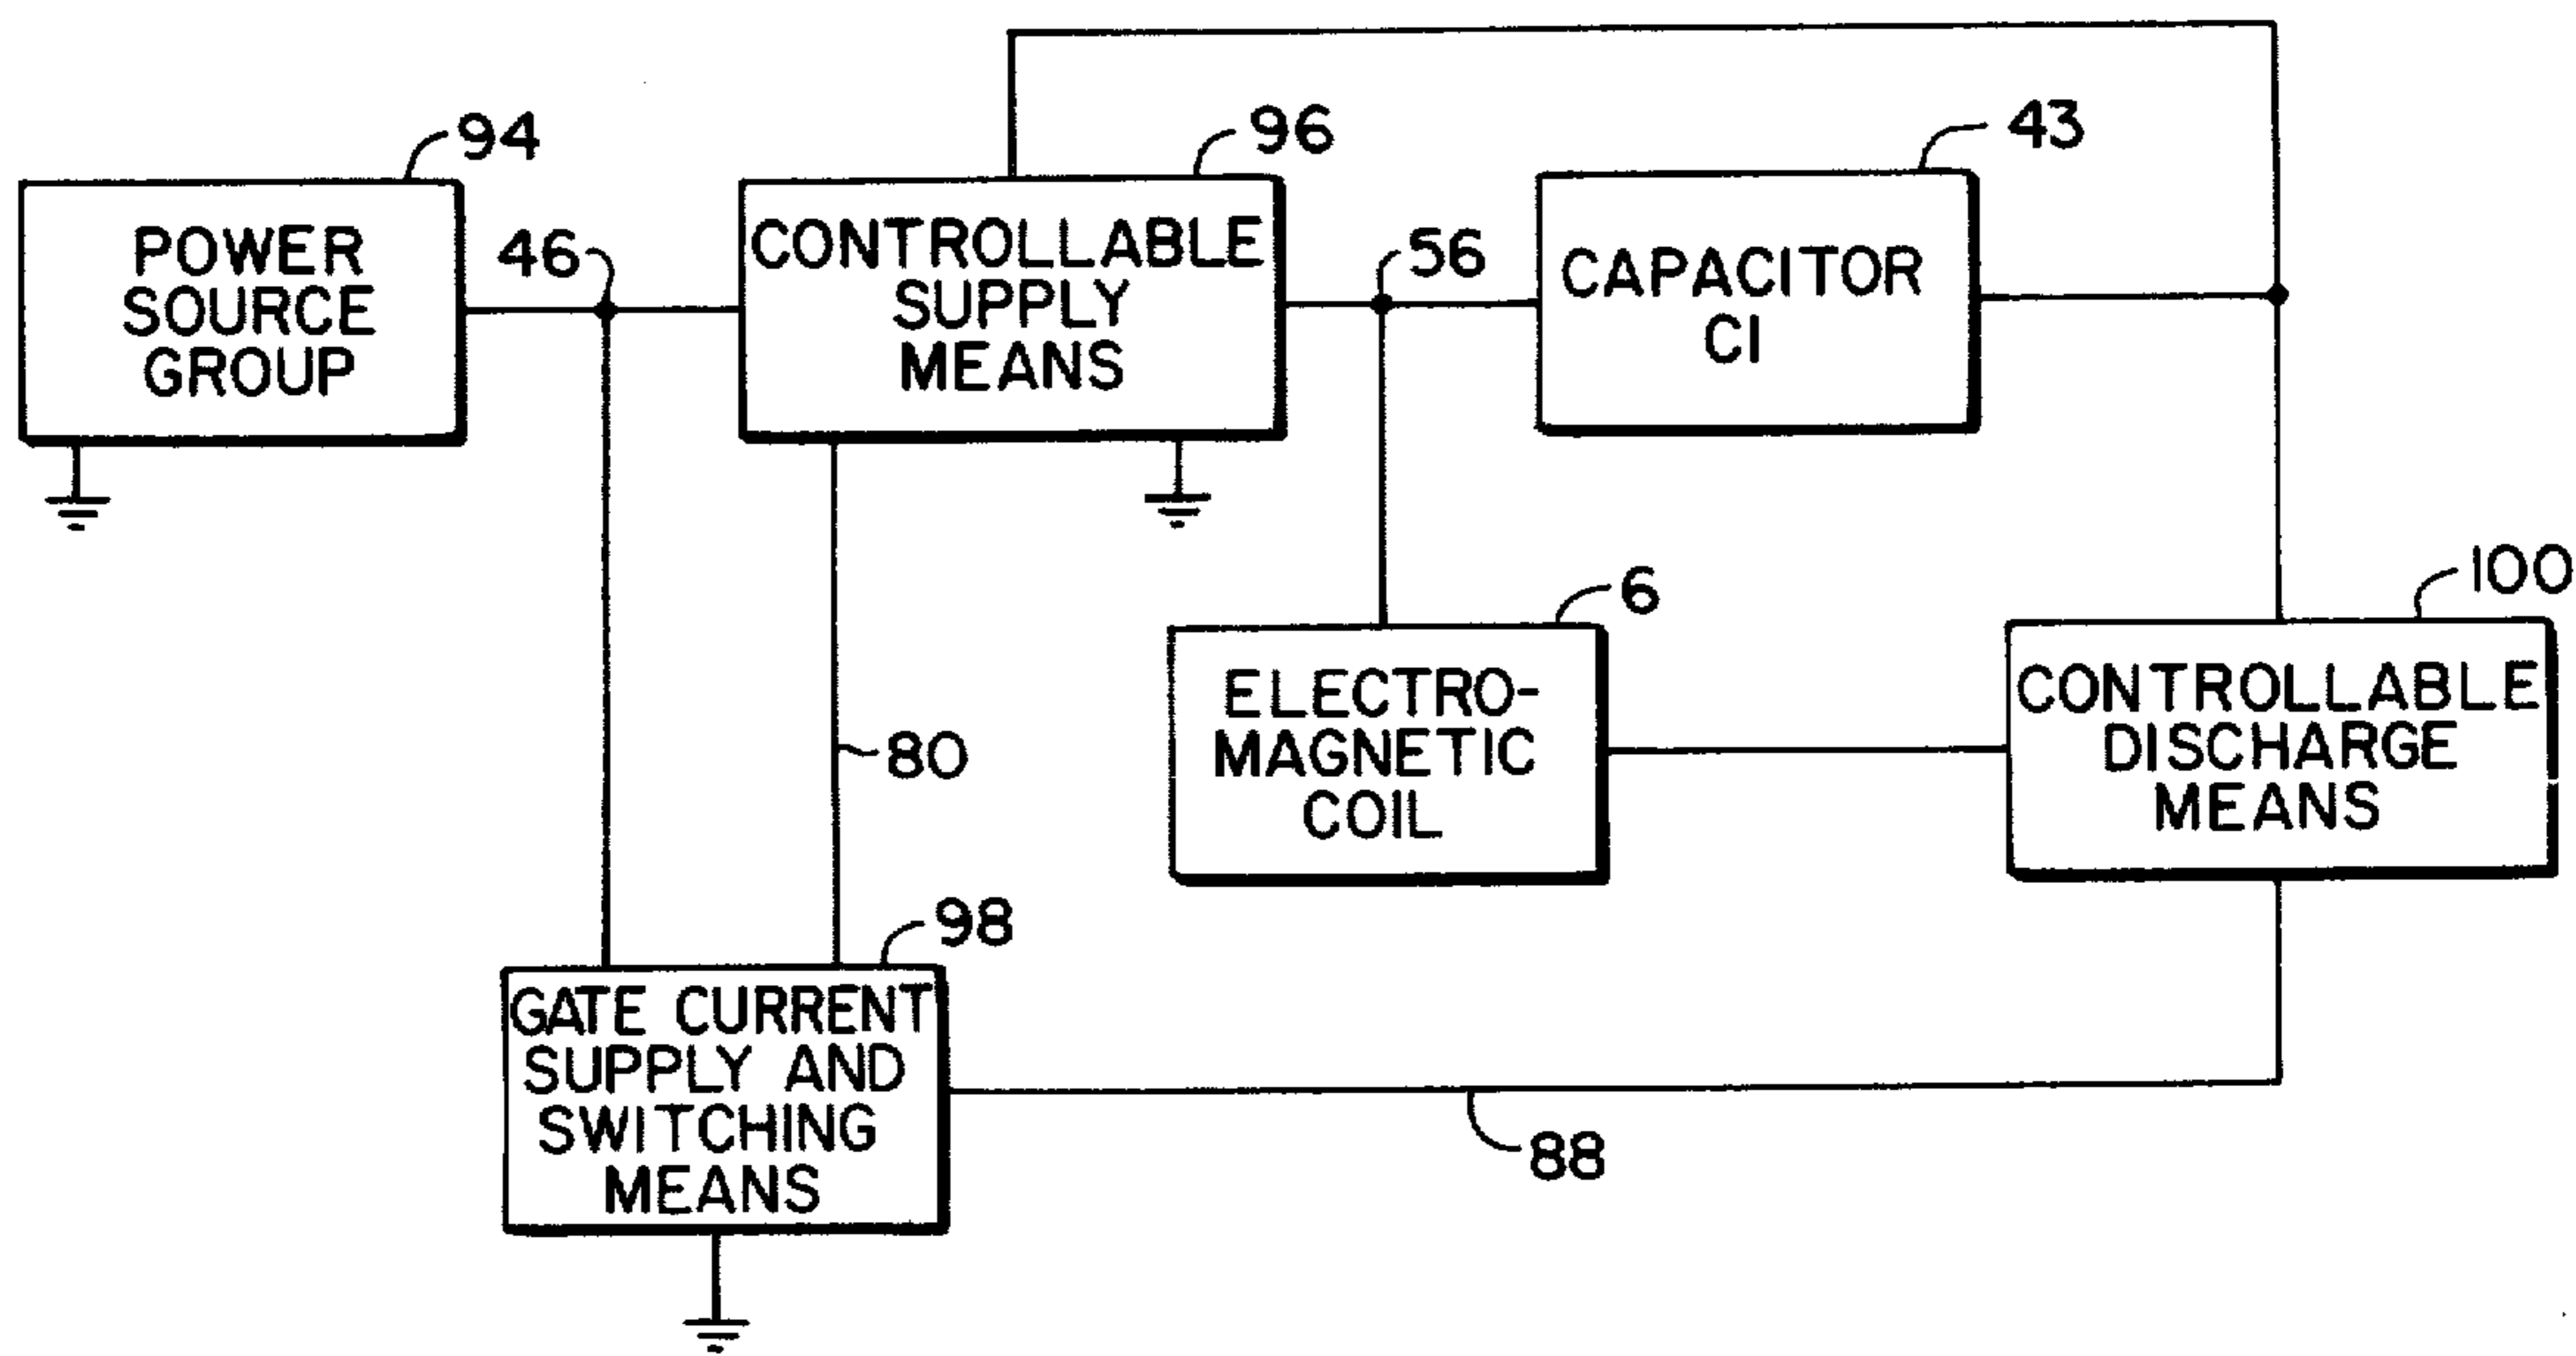 94
POWER
SOURCE
GROUP
46
96
CONTROLLABLE
SUPPLY
MEANS
56
43
CAPACITOR
C1
80
6
ELECTRO-
MAGNETIC
COIL
100
CONTROLLABLE
DISCHARGE
MEANS
98
GATE CURRENT
SUPPLY AND
SWITCHING
MEANS
88